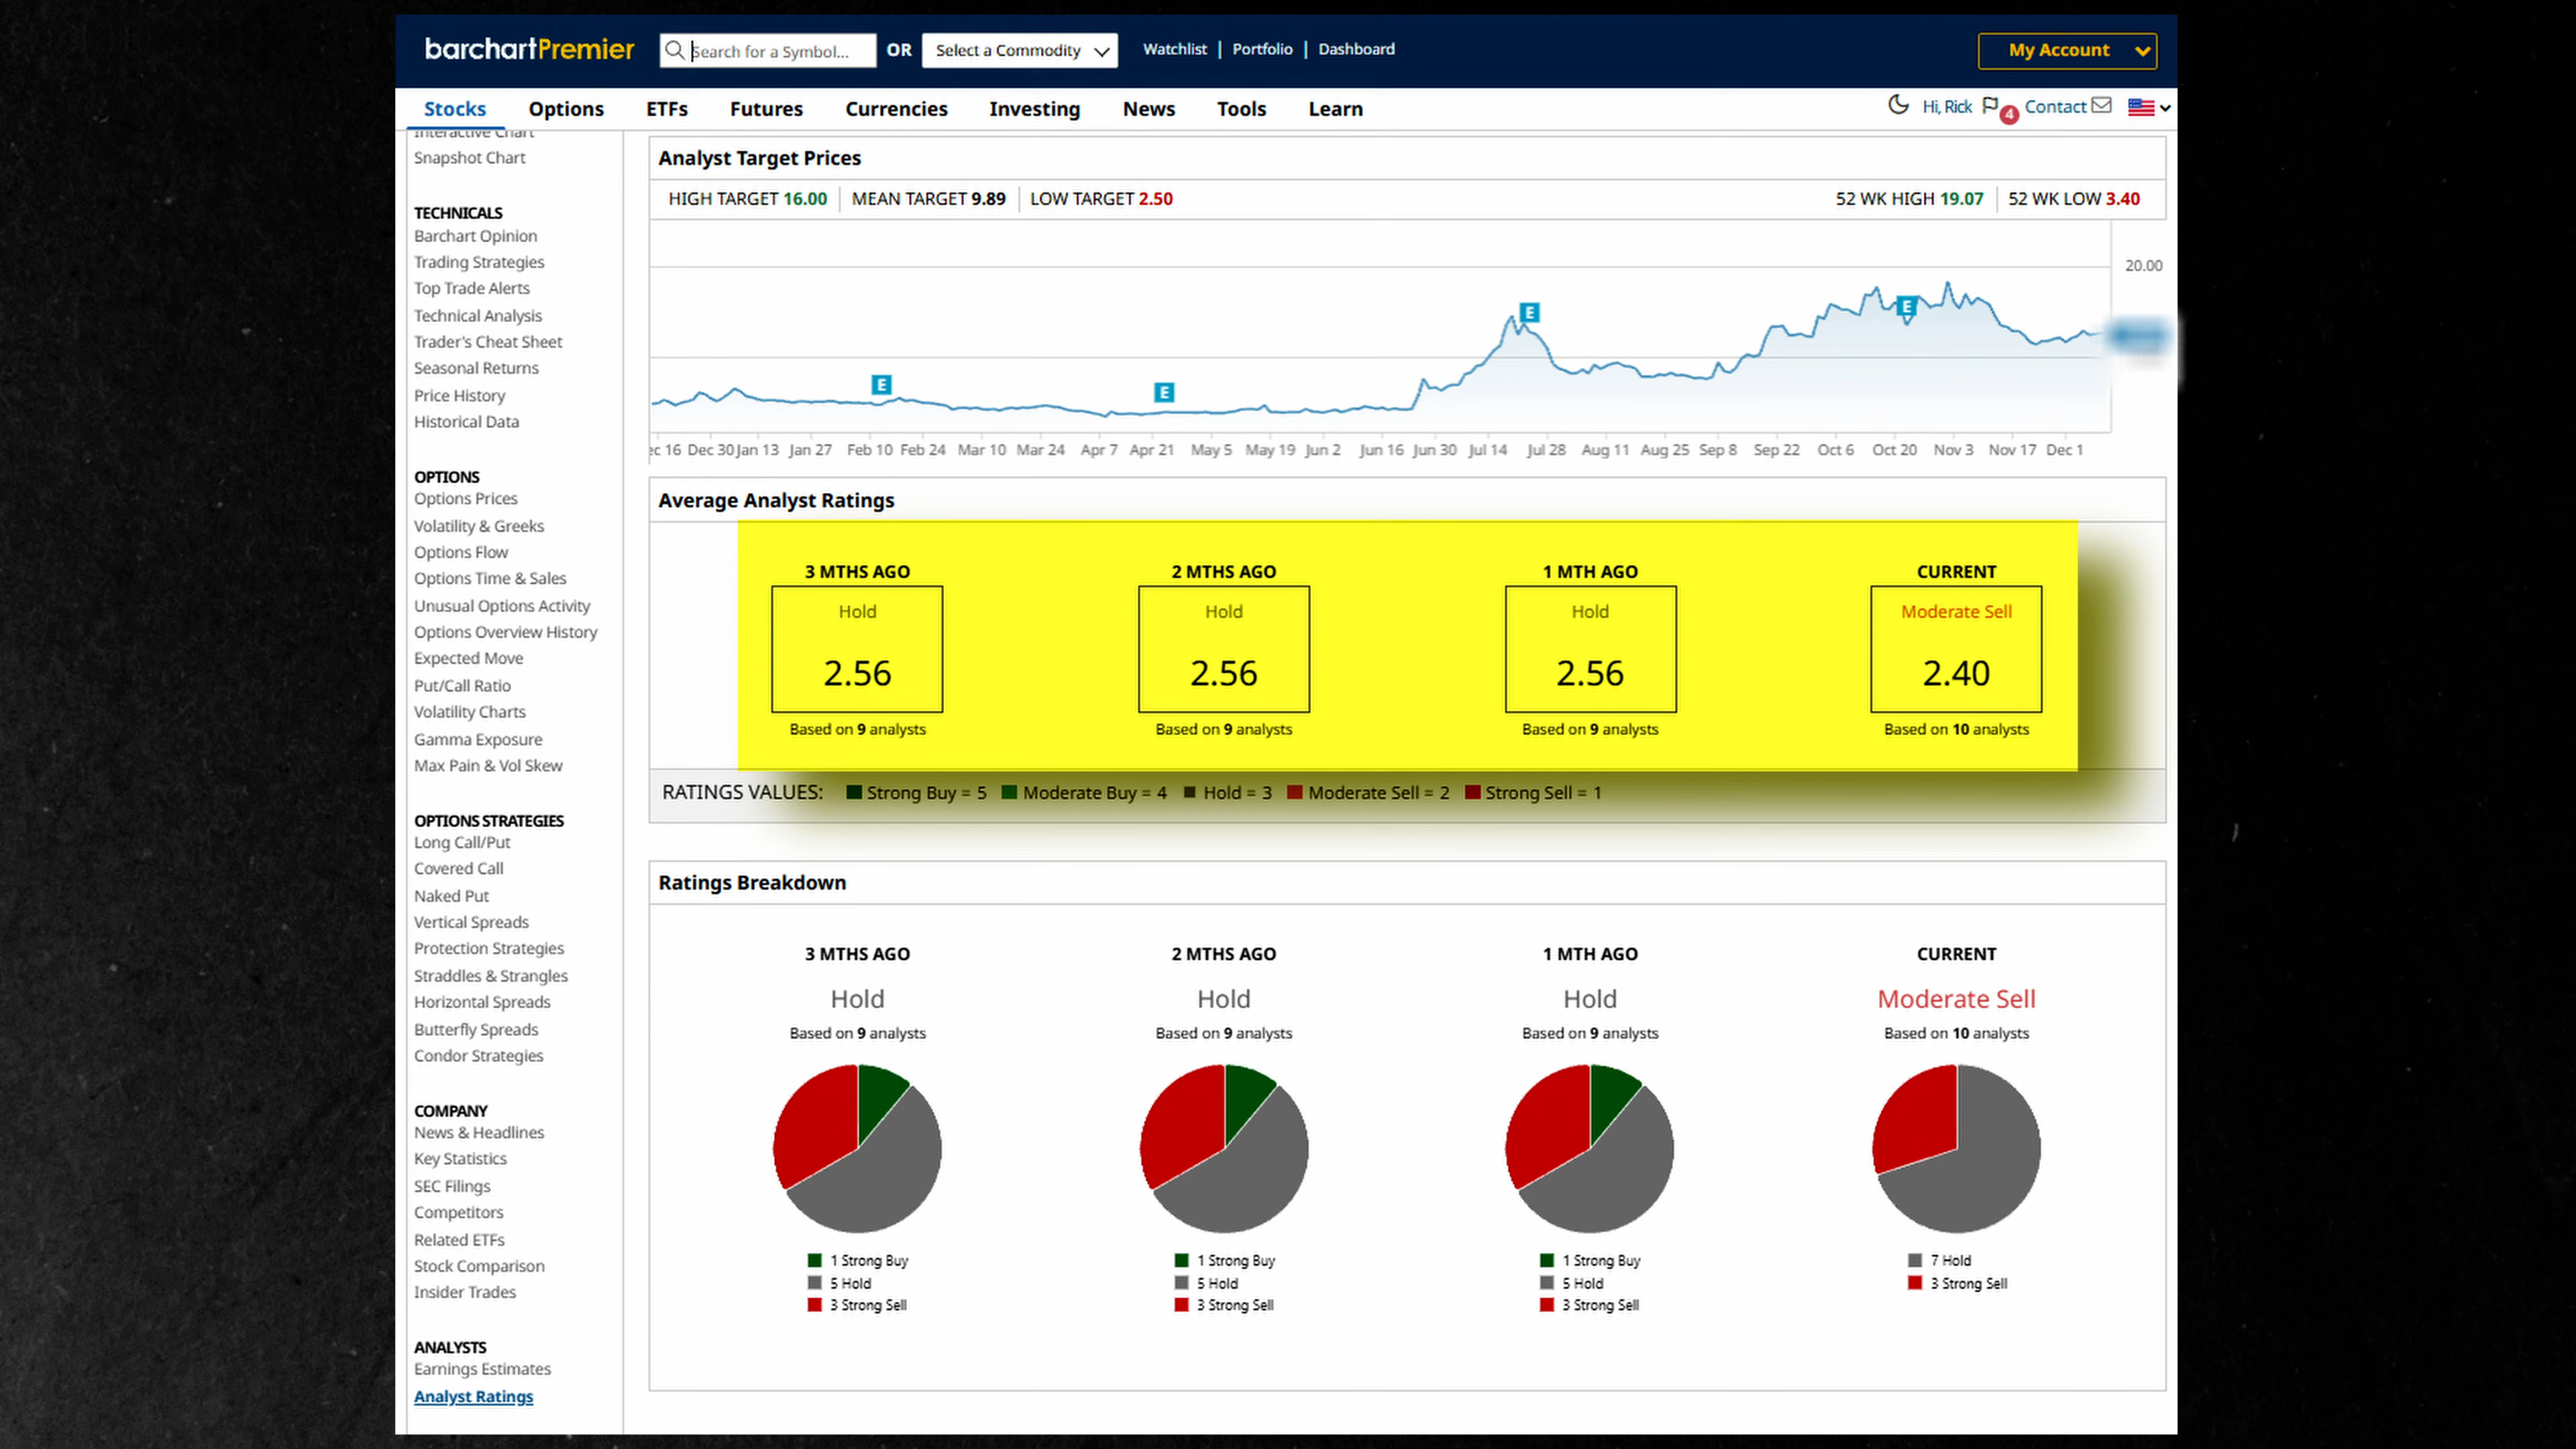 barchartPremier
Search for a Symbol...
OR
Select a Commodity
Watchlist | Portfolio | Dashboard
My Account
Stocks Options ETFs Futures Currencies Investing News Tools Learn
Hi, Rick 4 Contact
Interactive Chart
Snapshot Chart
TECHNICALS
Barchart Opinion
Trading Strategies
Top Trade Alerts
Technical Analysis
Trader's Cheat Sheet
Seasonal Returns
Price History
Historical Data
OPTIONS
Options Prices
Volatility & Greeks
Options Flow
Options Time & Sales
Unusual Options Activity
Options Overview History
Expected Move
Put/Call Ratio
Volatility Charts
Gamma Exposure
Max Pain & Vol Skew
OPTIONS STRATEGIES
Long Call/Put
Covered Call
Naked Put
Vertical Spreads
Protection Strategies
Straddles & Strangles
Horizontal Spreads
Butterfly Spreads
Condor Strategies
COMPANY
News & Headlines
Key Statistics
SEC Filings
Competitors
Related ETFs
Stock Comparison
Insider Trades
ANALYSTS
Earnings Estimates
Analyst Ratings
Analyst Target Prices
HIGH TARGET 16.00 | MEAN TARGET 9.89 | LOW TARGET 2.50
52 WK HIGH 19.07 | 52 WK LOW 3.40
20.00
E E E E
ec 16 Dec 30 Jan 13 Jan 27 Feb 10 Feb 24 Mar 10 Mar 24 Apr 7 Apr 21 May 5 May 19 Jun 2 Jun 16 Jun 30 Jul 14 Jul 28 Aug 11 Aug 25 Sep 8 Sep 22 Oct 6 Oct 20 Nov 3 Nov 17 Dec 1
Average Analyst Ratings
3 MTHS AGO 2 MTHS AGO 1 MTH AGO CURRENT
Hold Hold Hold Moderate Sell
2.56 2.56 2.56 2.40
Based on 9 analysts Based on 9 analysts Based on 9 analysts Based on 10 analysts
RATINGS VALUES: Strong Buy = 5 Moderate Buy = 4 Hold = 3 Moderate Sell = 2 Strong Sell = 1
Ratings Breakdown
3 MTHS AGO 2 MTHS AGO 1 MTH AGO CURRENT
Hold Hold Hold Moderate Sell
Based on 9 analysts Based on 9 analysts Based on 9 analysts Based on 10 analysts
1 Strong Buy 1 Strong Buy 1 Strong Buy 7 Hold
5 Hold 5 Hold 5 Hold 3 Strong Sell
3 Strong Sell 3 Strong Sell 3 Strong Sell